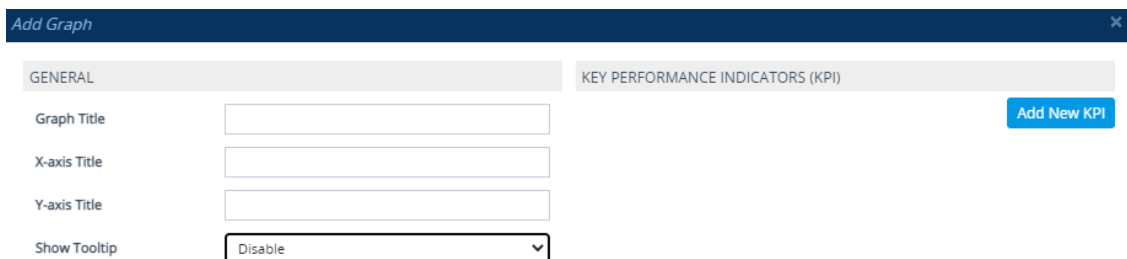 Add Graph
GENERAL
Graph Title
X-axis Title
Y-axis Title
Show Tooltip
Disable
KEY PERFORMANCE INDICATORS (KPI)
Add New KPI